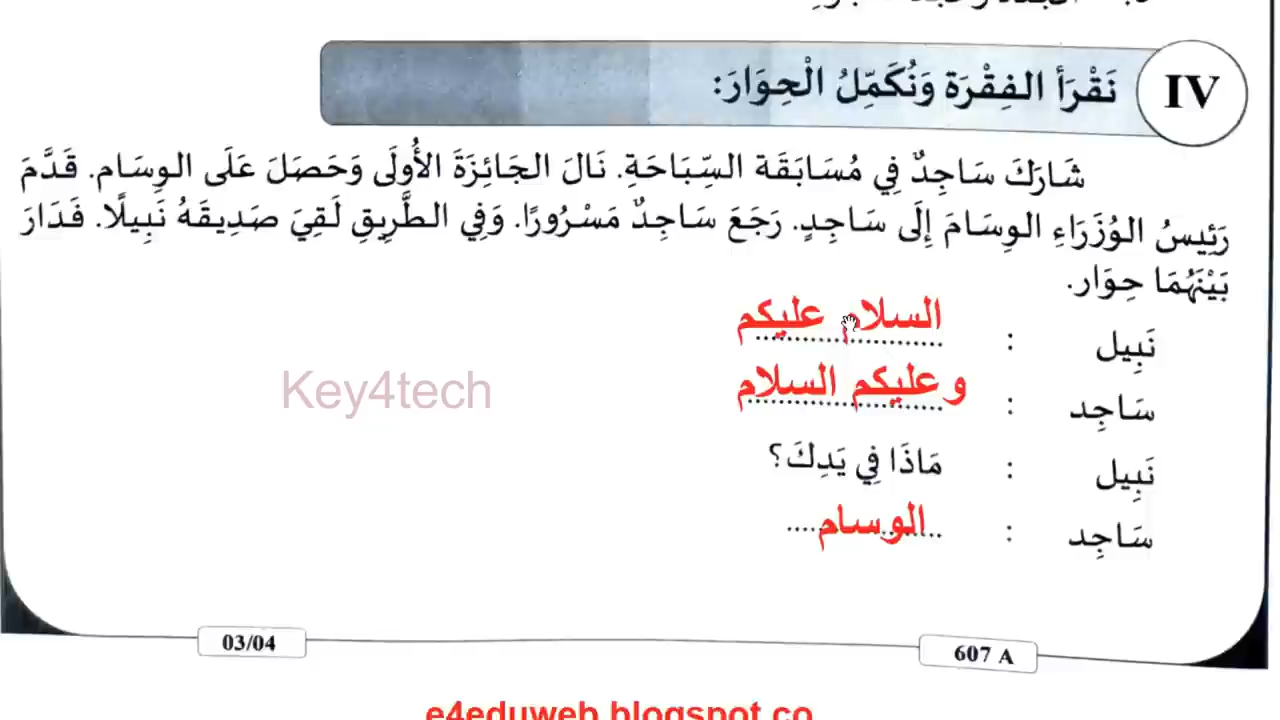 IV نَقْرَأ الفِقْرَة وَنُكَمِّلُ الْحِوَارَ:
شَارَكَ سَاجِدٌ فِي مُسَابَقَة السِّبَاحَةِ. نَالَ الجَائِزَةَ الأُولَى وَحَصَلَ عَلَى الوِسَام. قَدَّمَ
رَئِيسُ الوُزَرَاءِ الوِسَامَ إِلَى سَاجِدٍ. رَجَعَ سَاجِدٌ مَسْرُورًا. وَفِي الطَّرِيقِ لَقِيَ صَدِيقَهُ نَبِيلًا. فَدَارَ
بَيْنَهُمَا حِوَار.
نَبِيل : السلام عليكم
سَاجِد : وعليكم السلام
نَبِيل : مَاذَا فِي يَدِكَ؟
سَاجِد : الوسام
Key4tech
03/04
607 A
e4eduweb.blogspot.co